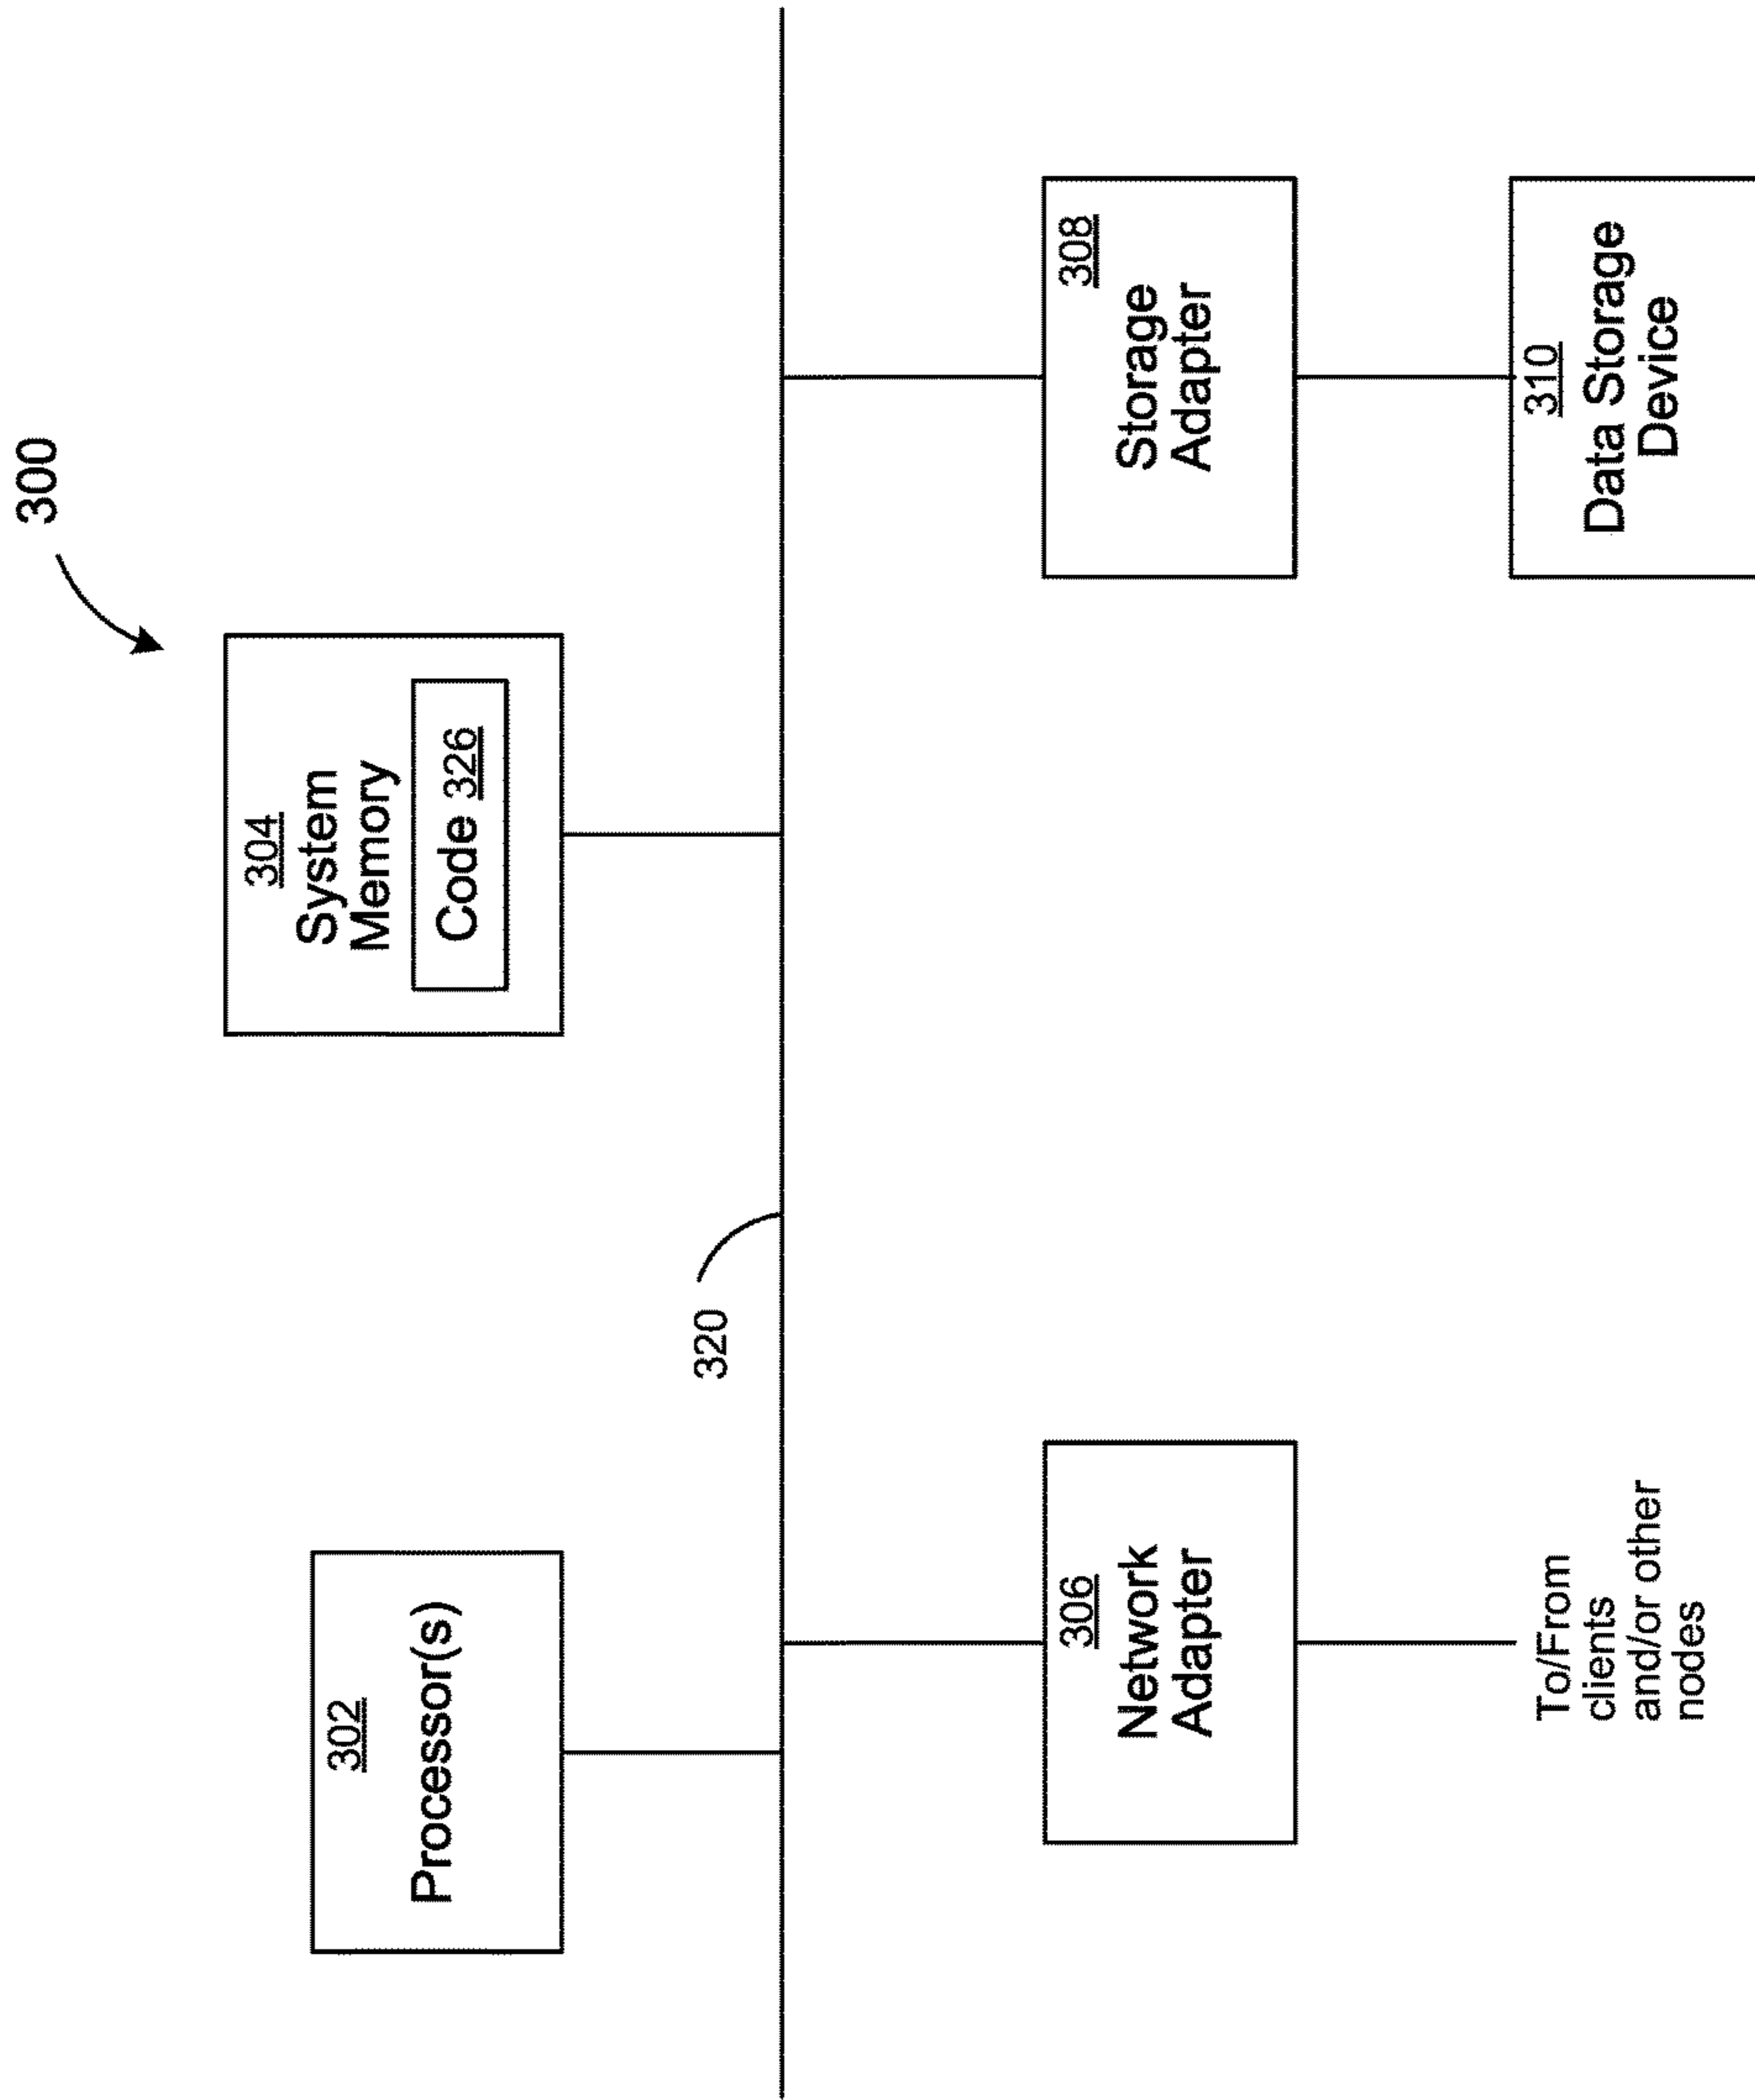 300
302
Processor(s)
304
System
Memory
Code 326
320
306
Network
Adapter
308
Storage
Adapter
To/From
clients
and/or other
nodes
310
Data Storage
Device